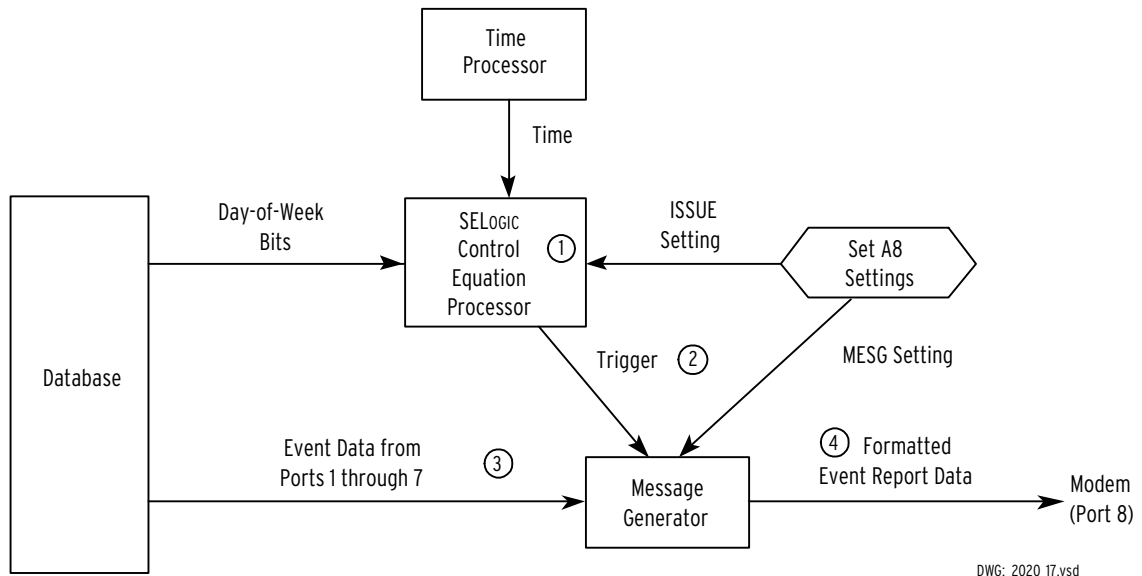 Time
Processor
Time
Day-of-Week
Bits
SELOGIC
Control
Equation
Processor
1
ISSUE
Setting
Set A8
Settings
Trigger 2
MESG Setting
Database
Event Data from
Ports 1 through 7
3
Message
Generator
4 Formatted
Event Report Data
Modem
(Port 8)
DWG: 2020_17.vsd